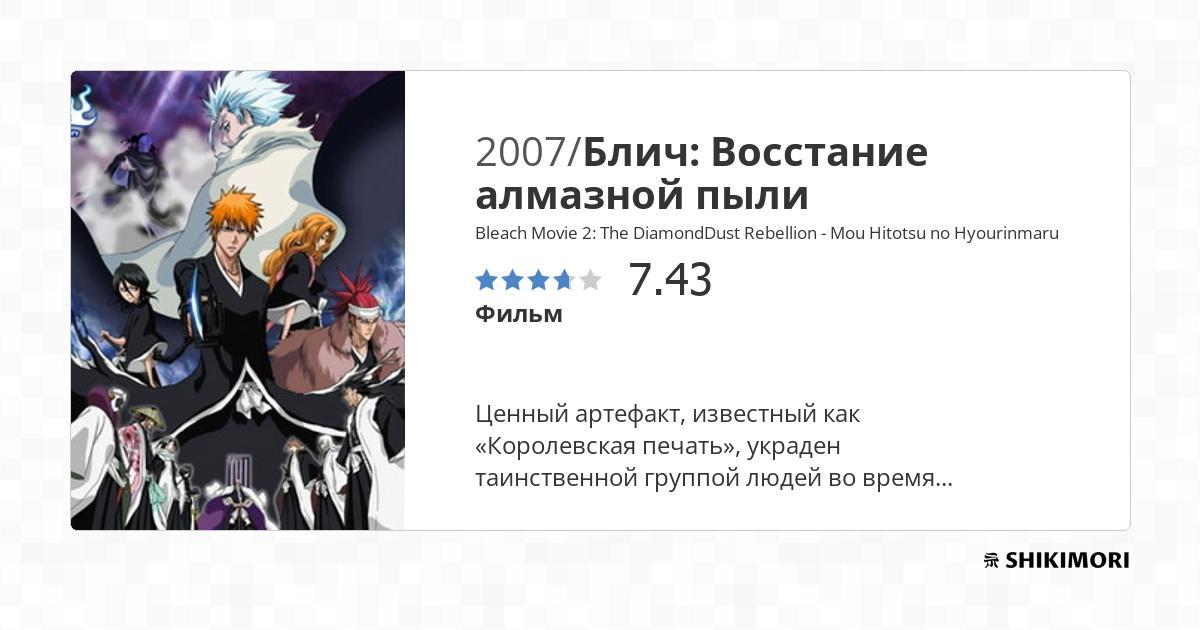 2007/Блич: Восстание
алмазной пыли
Bleach Movie 2: The DiamondDust Rebellion - Mou Hitotsu no Hyourinmaru
7.43
Фильм
Ценный артефакт, известный как
«Королевская печать», украден
таинственной группой людей во время...
SHIKIMORI